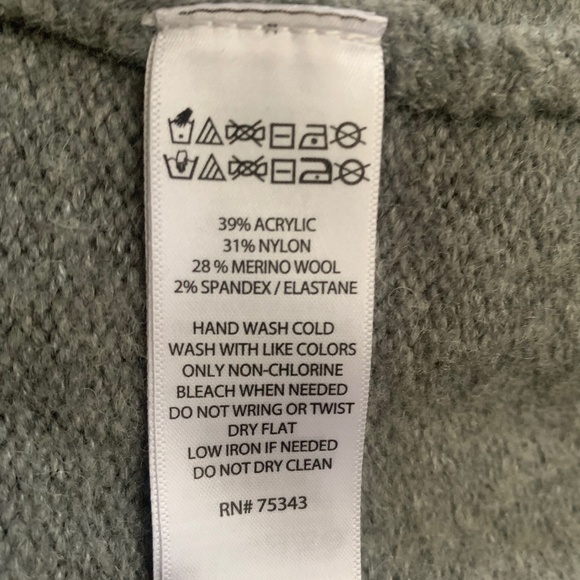 39% ACRYLIC
31% NYLON
28 % MERINO WOOL
2% SPANDEX / ELASTANE
HAND WASH COLD
WASH WITH LIKE COLORS
ONLY NON-CHLORINE
BLEACH WHEN NEEDED
DO NOT WRING OR TWIST
DRY FLAT
LOW IRON IF NEEDED
DO NOT DRY CLEAN
RN# 75343